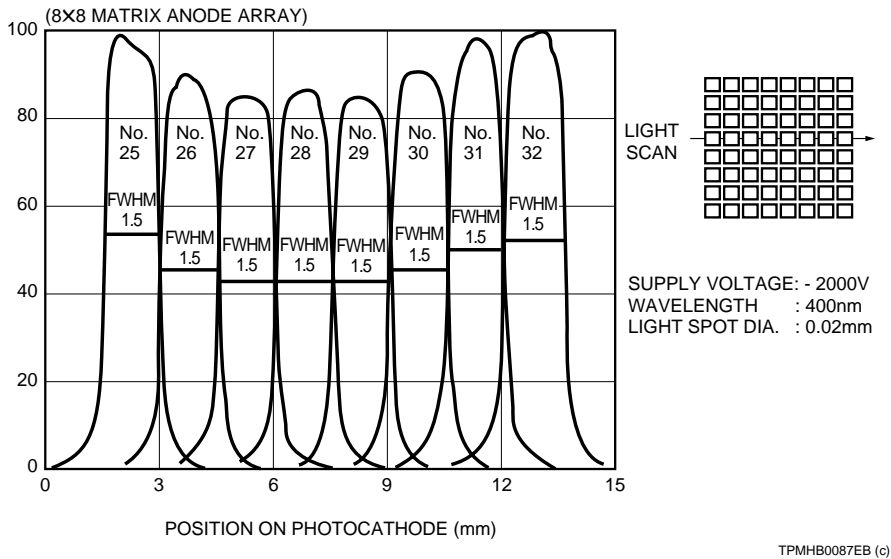 (8×8 MATRIX ANODE ARRAY)
100
80
60
40
20
0
No. 25
No. 26
No. 27
No. 28
No. 29
No. 30
No. 31
No. 32
FWHM 1.5
FWHM 1.5
FWHM 1.5
FWHM 1.5
FWHM 1.5
FWHM 1.5
FWHM 1.5
FWHM 1.5
0 3 6 9 12 15
POSITION ON PHOTOCATHODE (mm)
LIGHT
SCAN
SUPPLY VOLTAGE: - 2000V
WAVELENGTH : 400nm
LIGHT SPOT DIA. : 0.02mm
TPMHB0087EB (c)